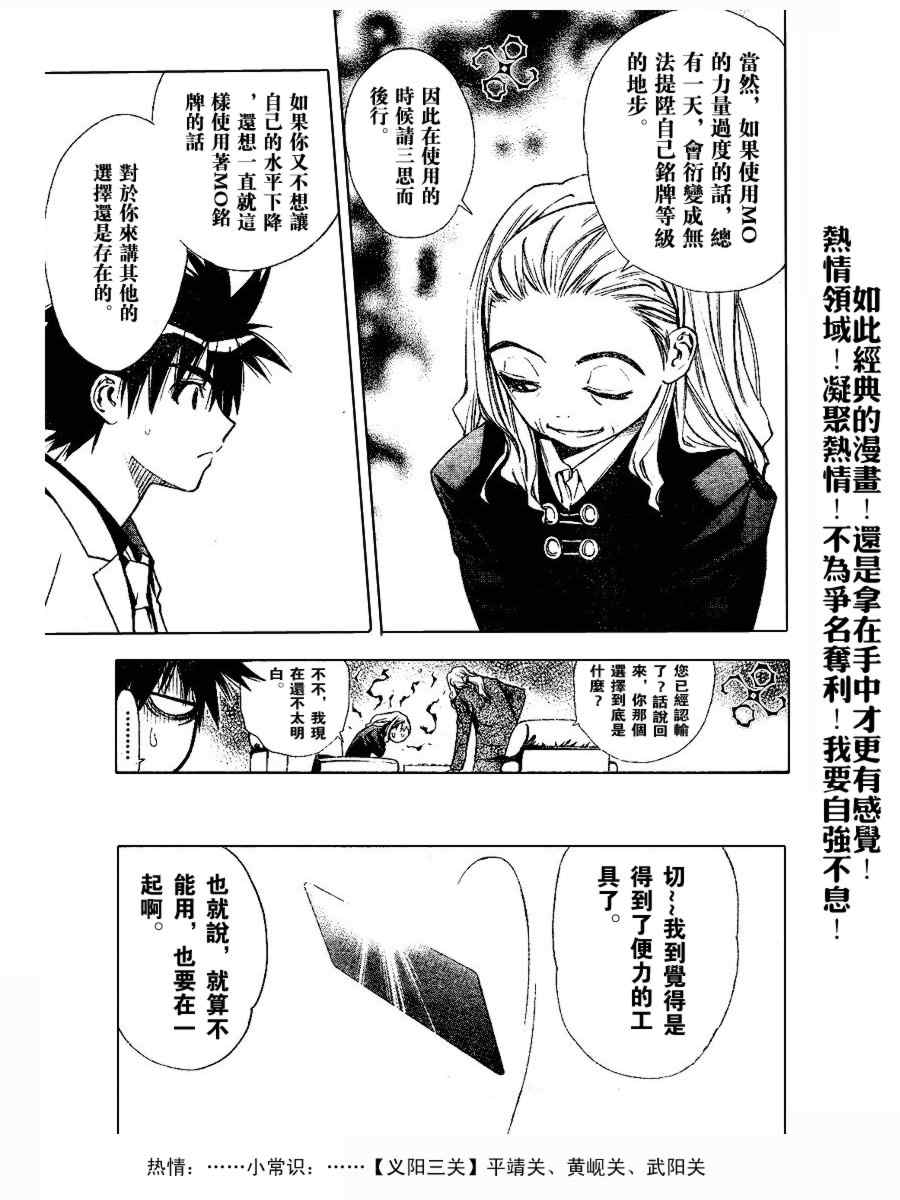 當然，如果使用MO
的力量過度的話，總
有一天，會衍變成無
法提陞自己銘牌等級
的地步。
因此在使用的
時候請三思而
後行。
如果你又不想讓
自己的水平下降
，還想一直就這
樣使用著MO銘
牌的話
對於你來講其他的
選擇還是存在的。
您已經認輸
了？話說回
來，你那個
選擇到底是
什麼？
不不，我現
在還不太明
白。
………
切~~我到覺得是
得到了便力的工
具了。
也就說，就算不
能用，也要在一
起啊。
如此經典的漫畫！還是拿在手中才更有感覺！
熱情領域！凝聚熱情！不為爭名奪利！我要自強不息！
热情：……小常识：……【义阳三关】平靖关、黄岘关、武阳关